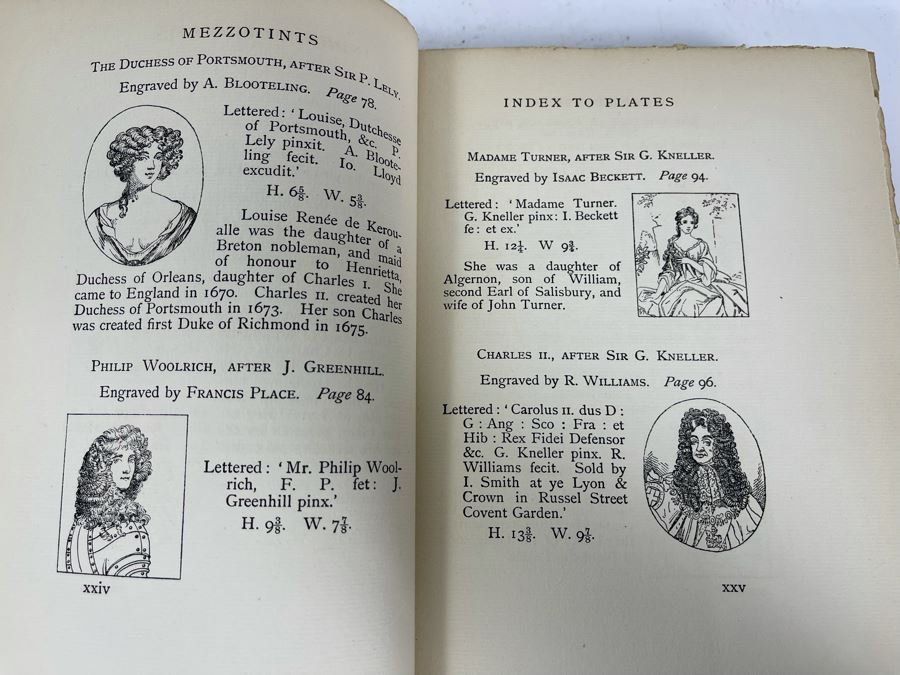 MEZZOTINTS
THE DUCHESS OF PORTSMOUTH, AFTER SIR P. LELY.
Engraved by A. BLOOTELING. Page 78.
Lettered: ‘Louise, Dutchesse
of Portsmouth, &c. P.
Lely pinxit. A. Bloote-
ling fecit. Io. Lloyd
excudit.’
H. 6⅝. W. 5⅜.
Louise Renée de Kerou-
alle was the daughter of a
Breton nobleman, and maid
of honour to Henrietta,
Duchess of Orleans, daughter of Charles I. She
came to England in 1670. Charles II. created her
Duchess of Portsmouth in 1673. Her son Charles
was created first Duke of Richmond in 1675.
PHILIP WOOLRICH, AFTER J. GREENHILL.
Engraved by FRANCIS PLACE. Page 84.
Lettered: ‘Mr. Philip Wool-
rich, F. P. fet: J.
Greenhill pinx.’
H. 9⅜. W. 7⅞.
xxiv
INDEX TO PLATES
MADAME TURNER, AFTER SIR G. KNELLER.
Engraved by ISAAC BECKETT. Page 94.
Lettered: ‘Madame Turner.
G. Kneller pinx: I. Beckett
fe: et ex.’
H. 12¼. W 9¾.
She was a daughter of
Algernon, son of William,
second Earl of Salisbury, and
wife of John Turner.
CHARLES II., AFTER SIR G. KNELLER.
Engraved by R. WILLIAMS. Page 96.
Lettered: ‘Carolus II. dus D:
G: Ang: Sco: Fra: et
Hib: Rex Fidei Defensor
&c. G. Kneller pinx. R.
Williams fecit. Sold by
I. Smith at ye Lyon &
Crown in Russel Street
Covent Garden.’
H. 13⅜. W. 9⅞.
xxv